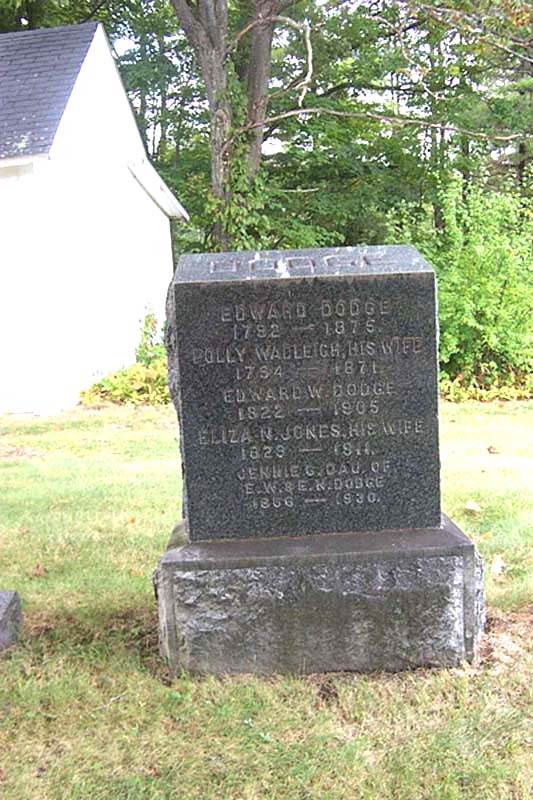 DODGE
EDWARD DODGE
1792 — 1875.
POLLY WADLEIGH, HIS WIFE
1794 — 1871.
EDWARD W. DODGE
1822 — 1905
ELIZA N. JONES, HIS WIFE
1829 — 1911.
JENNIE G. DAU. OF
E. W. & E. N. DODGE
1866 — 1930.